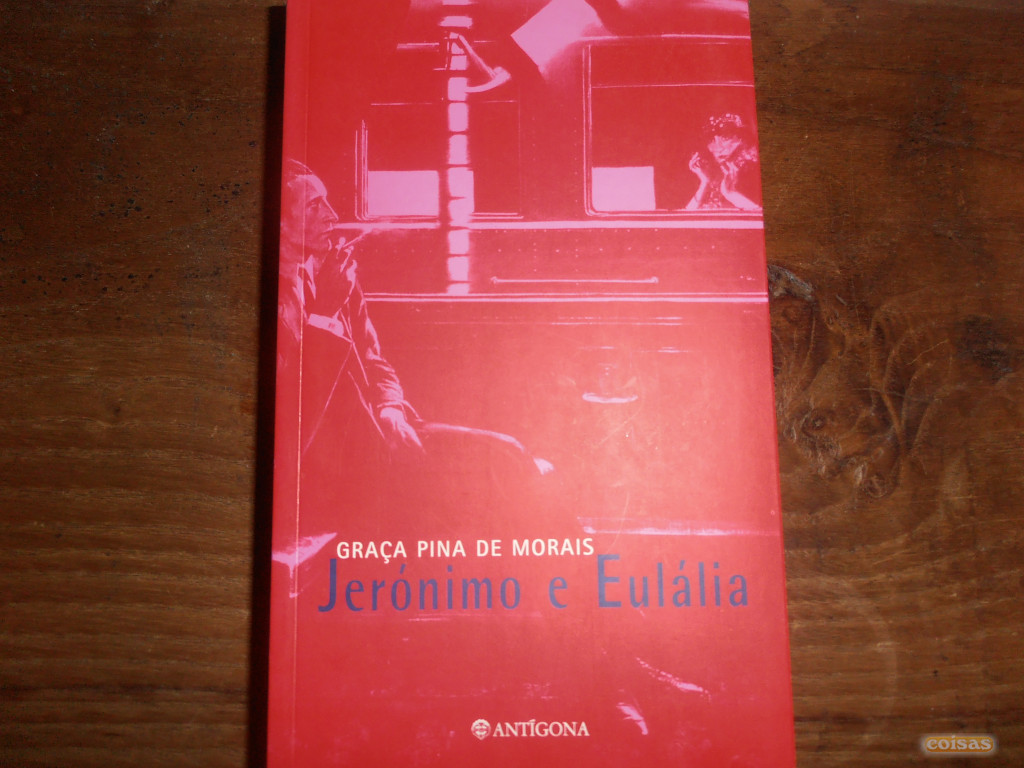 GRAÇA PINA DE MORAIS
Jerónimo e Eulália
ANTÍGONA
coisas